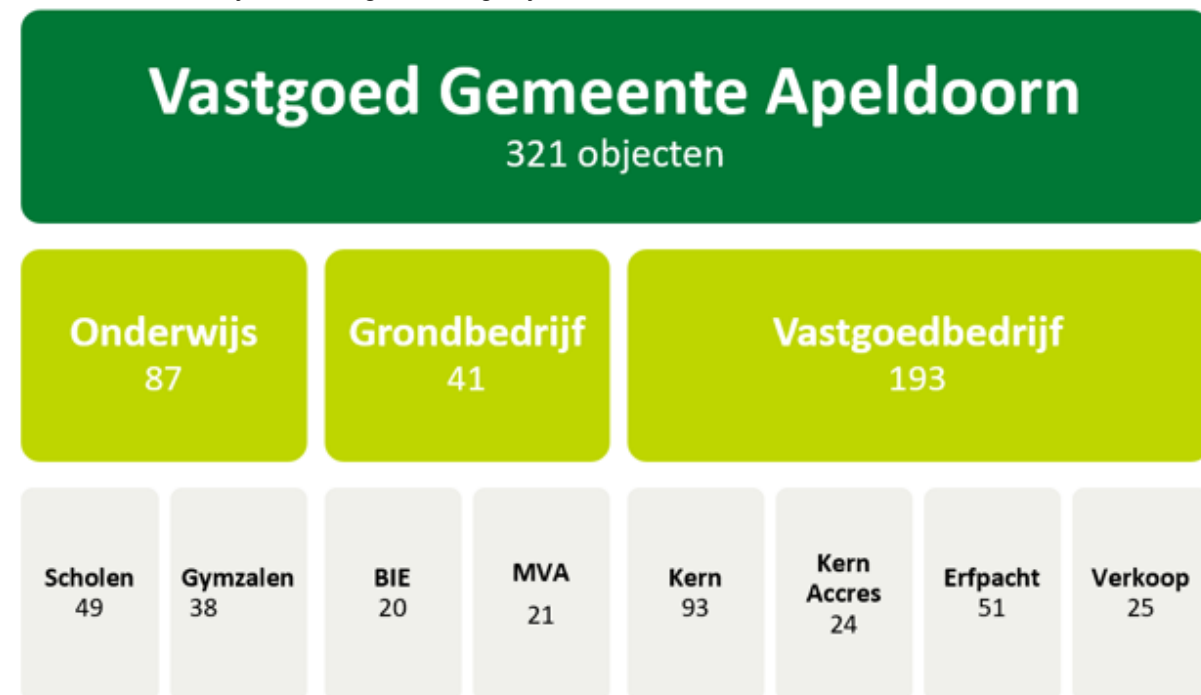 Vastgoed Gemeente Apeldoorn
321 objecten
Onderwijs
87
Grondbedrijf
41
Vastgoedbedrijf
193
Scholen
49
Gymzalen
38
BIE
20
MVA
21
Kern
93
Kern
Accres
24
Erfpacht
51
Verkoop
25